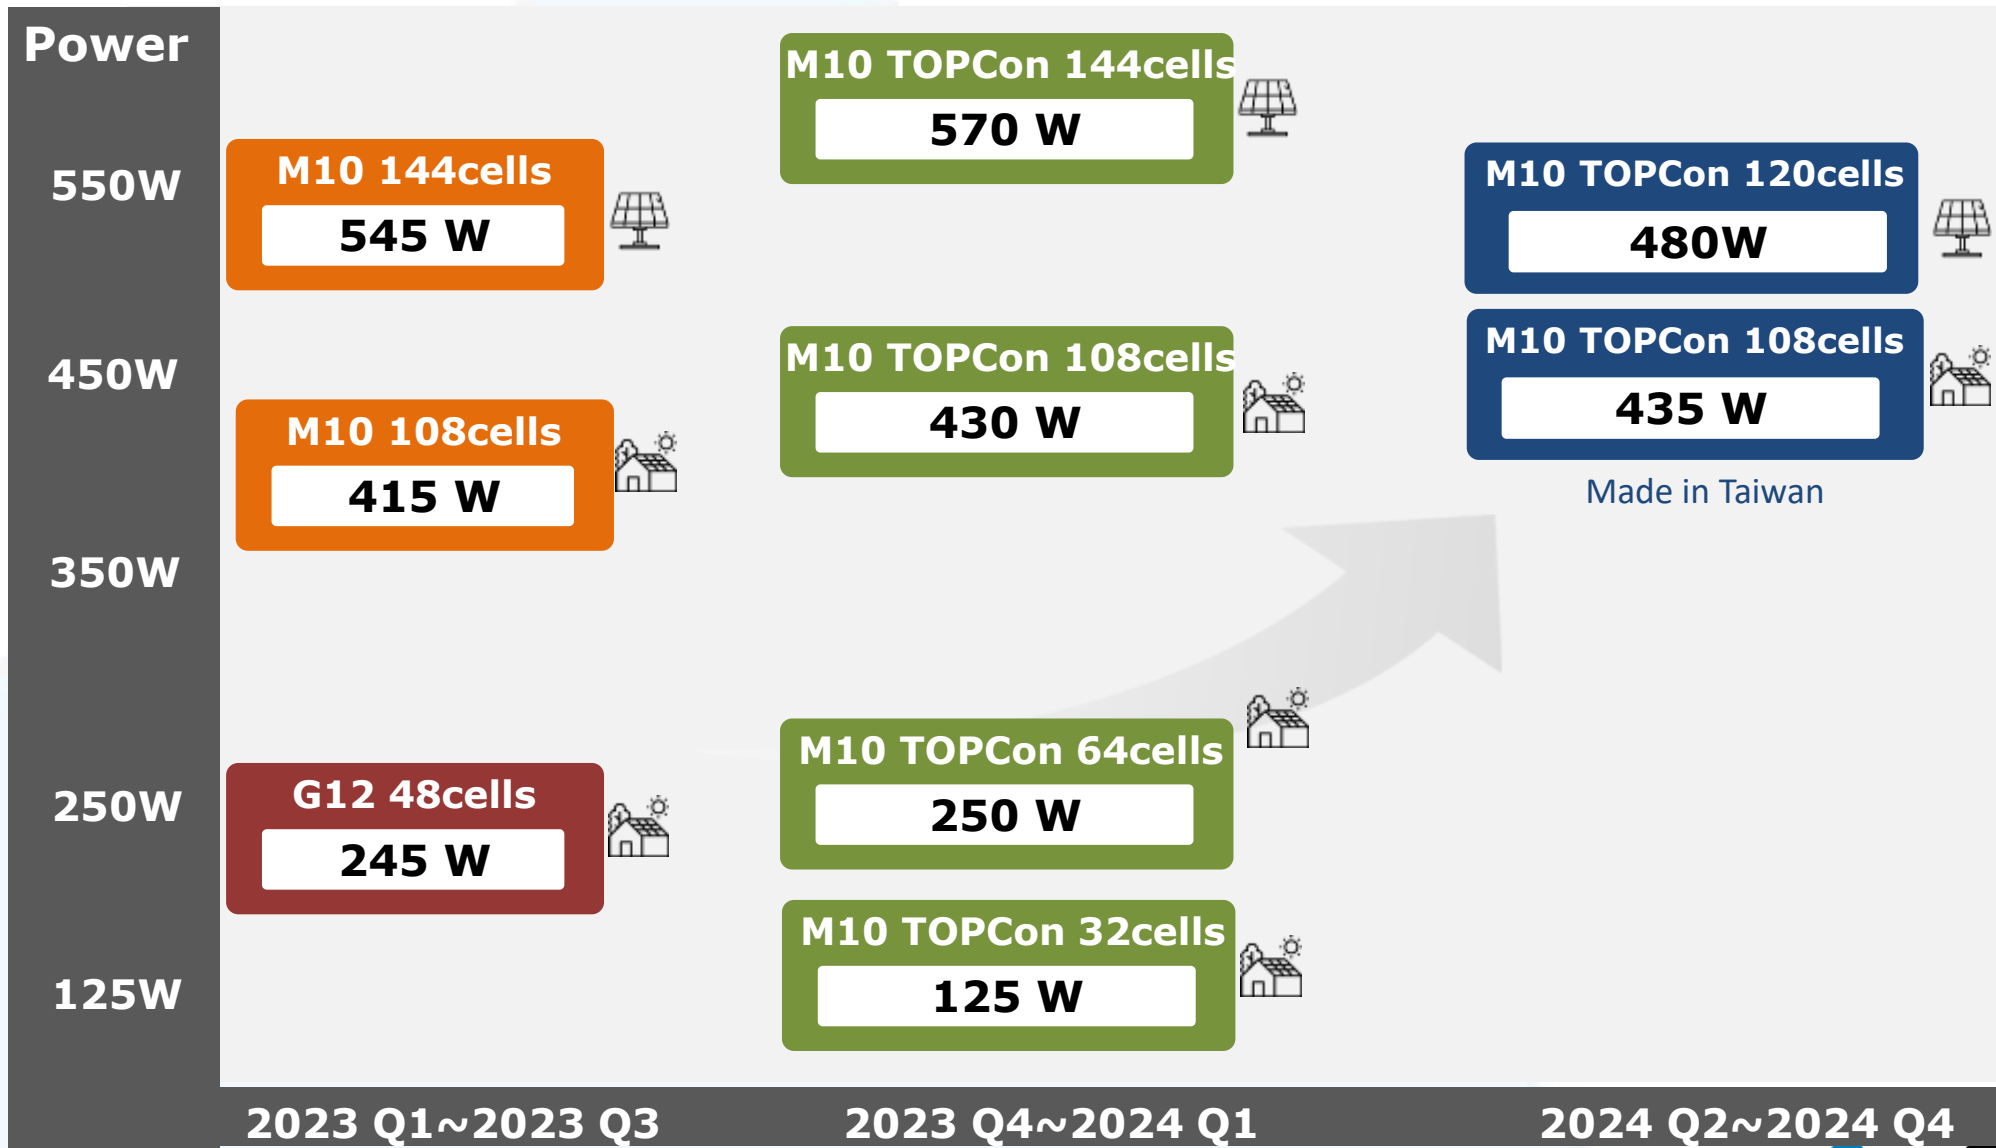 Power
550W
450W
350W
250W
125W
M10 144cells
545 W
M10 108cells
415 W
G12 48cells
245 W
M10 TOPCon 144cells
570 W
M10 TOPCon 108cells
430 W
M10 TOPCon 64cells
250 W
M10 TOPCon 32cells
125 W
M10 TOPCon 120cells
480W
M10 TOPCon 108cells
435 W
Made in Taiwan
2023 Q1~2023 Q3
2023 Q4~2024 Q1
2024 Q2~2024 Q4